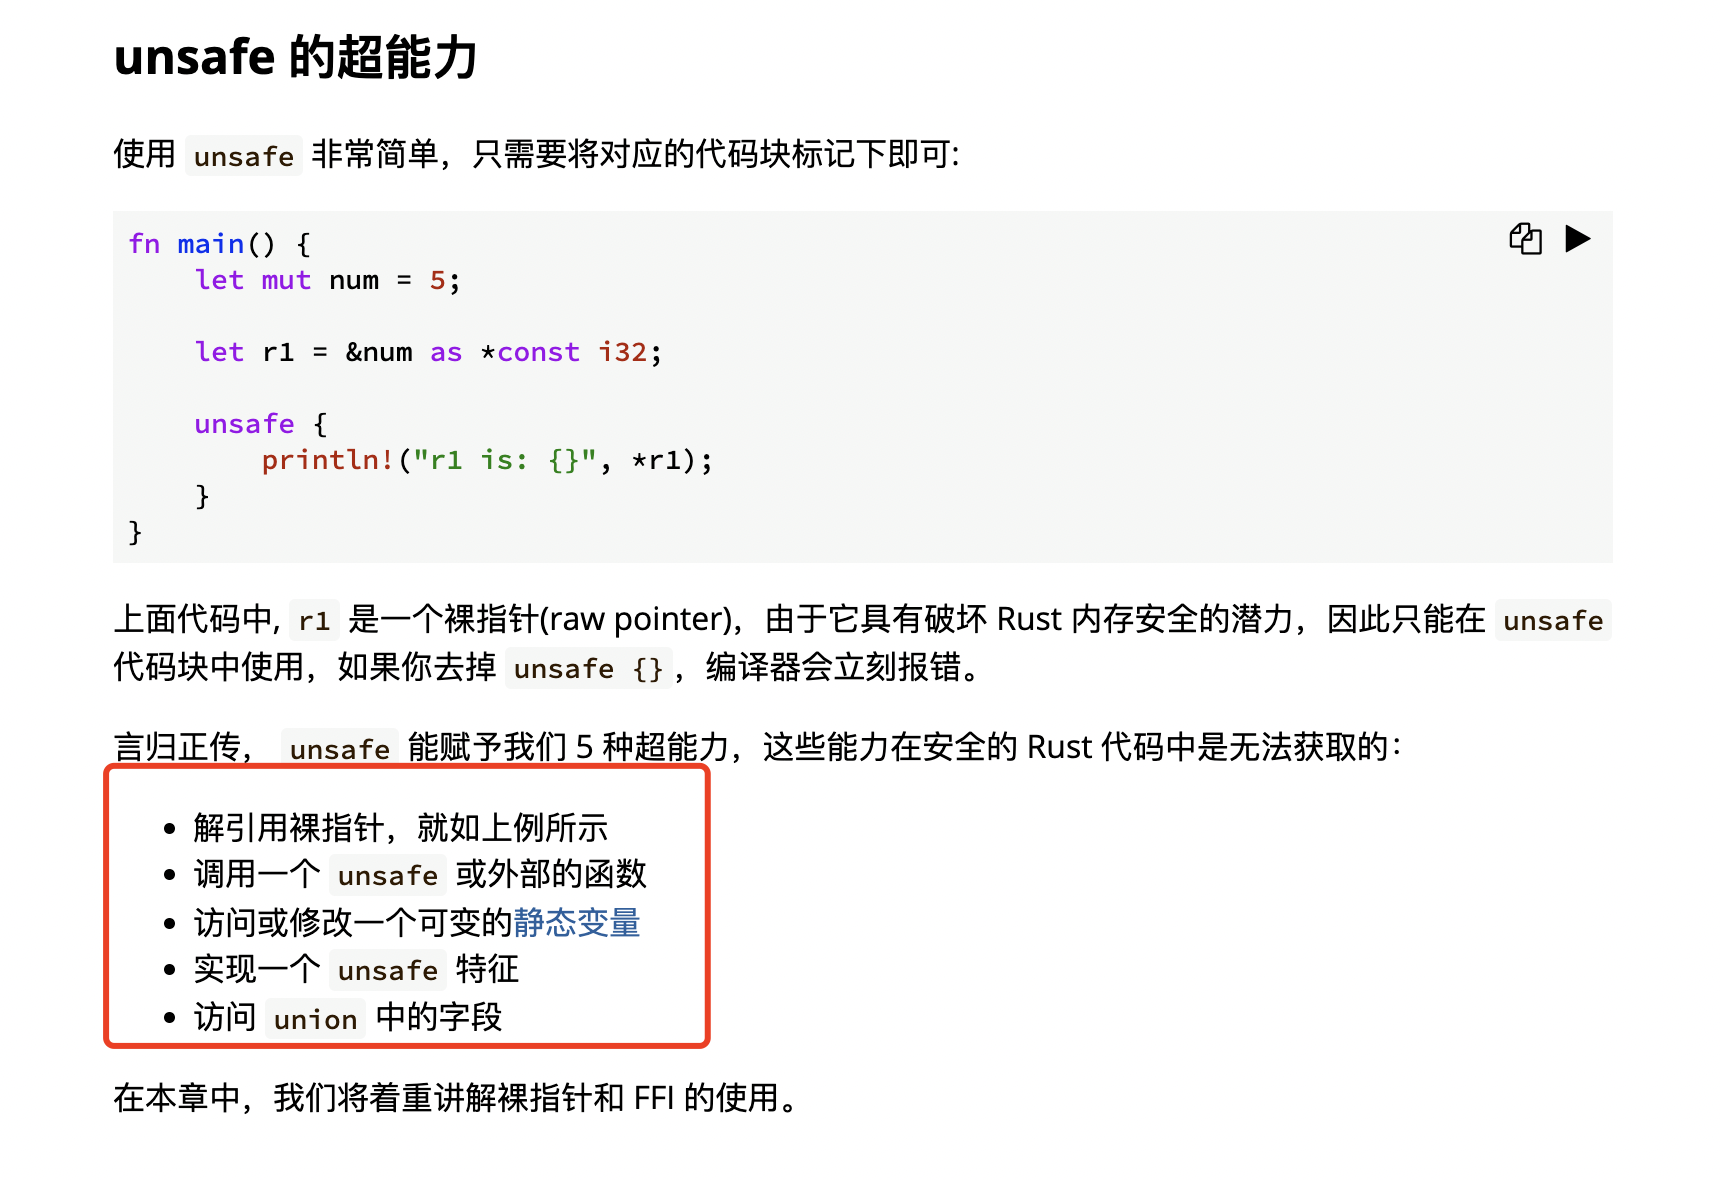 unsafe 的超能力
使用 unsafe 非常简单，只需要将对应的代码块标记下即可:
fn main() {
    let mut num = 5;
    let r1 = &num as *const i32;
    unsafe {
        println!("r1 is: {}", *r1);
    }
}
上面代码中, r1 是一个裸指针(raw pointer)，由于它具有破坏 Rust 内存安全的潜力，因此只能在 unsafe
代码块中使用，如果你去掉 unsafe {}，编译器会立刻报错。
言归正传， unsafe 能赋予我们 5 种超能力，这些能力在安全的 Rust 代码中是无法获取的：
• 解引用裸指针，就如上例所示
• 调用一个 unsafe 或外部的函数
• 访问或修改一个可变的静态变量
• 实现一个 unsafe 特征
• 访问 union 中的字段
在本章中，我们将着重讲解裸指针和 FFI 的使用。